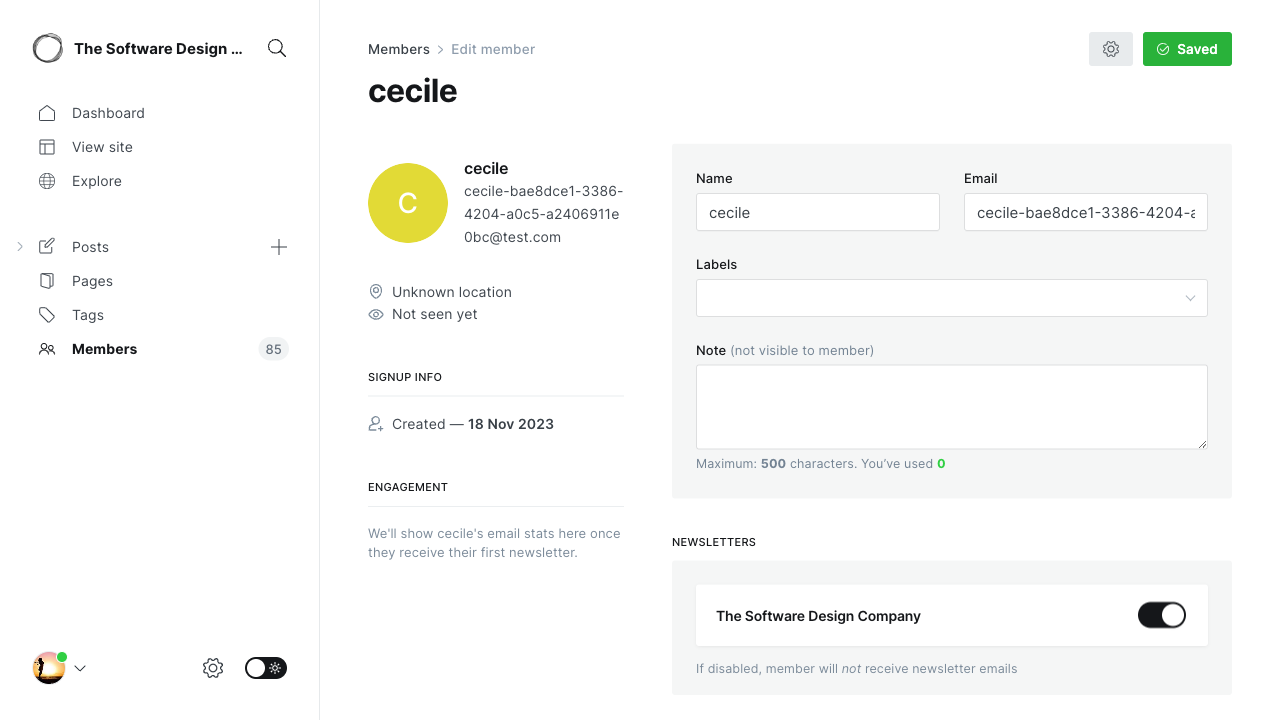 The Software Design ...
Dashboard
View site
Explore
Posts
Pages
Tags
Members
85
Members
Edit member
Saved
cecile
C
cecile
cecile-bae8dce1-3386-
4204-a0c5-a2406911e
0bc@test.com
Unknown location
Not seen yet
SIGNUP INFO
Created — 18 Nov 2023
ENGAGEMENT
We'll show cecile's email stats here once
they receive their first newsletter.
Name
Email
cecile
cecile-bae8dce1-3386-4204-a
Labels
Note (not visible to member)
Maximum: 500 characters. You've used 0
NEWSLETTERS
The Software Design Company
If disabled, member will not receive newsletter emails